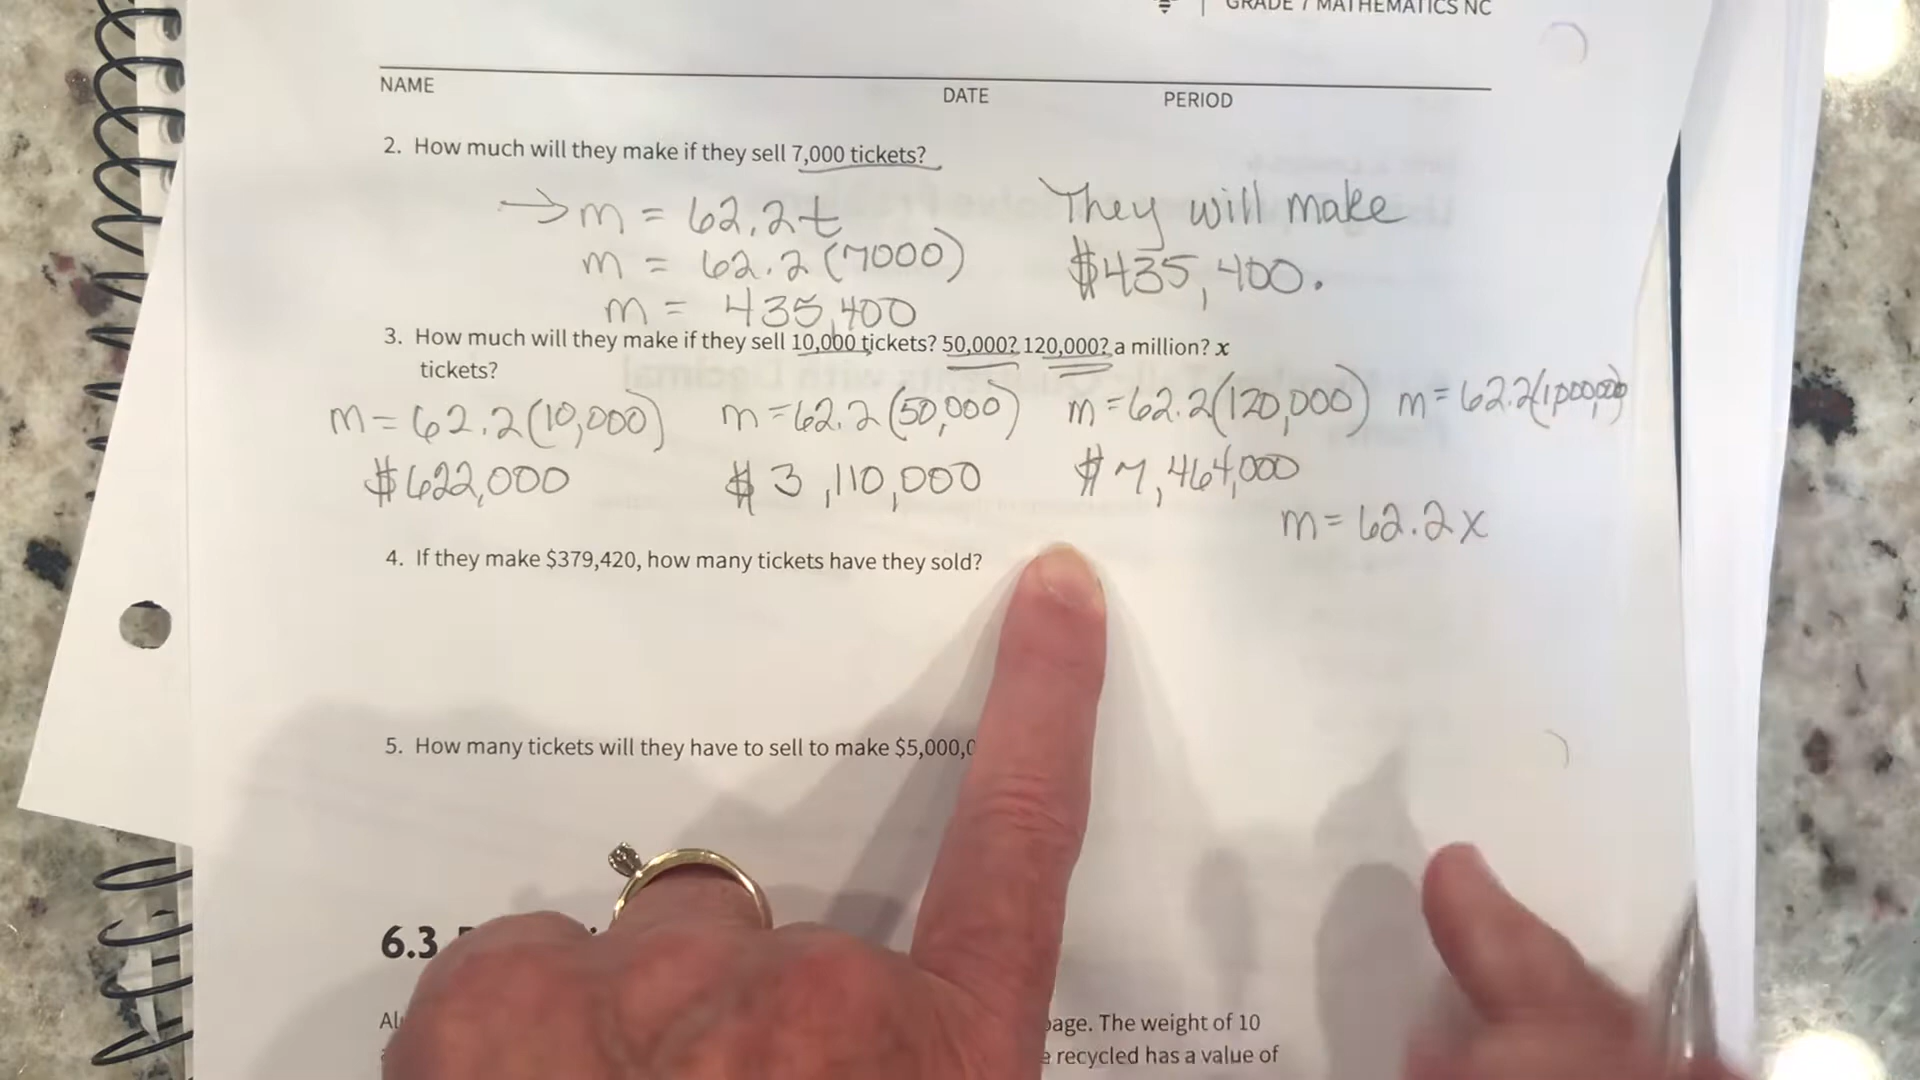 GRADE 7 MATHEMATICS NC
NAME DATE PERIOD
2. How much will they make if they sell 7,000 tickets?
→ m = 62.2t
m = 62.2(7000)
m = 435,400
They will make
$435,400.
3. How much will they make if they sell 10,000 tickets? 50,000? 120,000? a million? x
tickets?
m = 62.2(10,000) m = 62.2(50,000) m = 62.2(120,000) m = 62.2(1,000,000)
$622,000 $3,110,000 $7,464,000
m = 62.2x
4. If they make $379,420, how many tickets have they sold?
5. How many tickets will they have to sell to make $5,000,0
6.3
page. The weight of 10
recycled has a value of